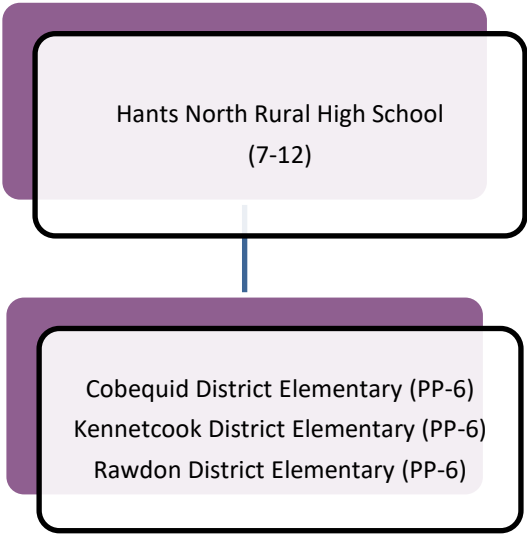 Hants North Rural High School
(7-12)
Cobequid District Elementary (PP-6)
Kennetcook District Elementary (PP-6)
Rawdon District Elementary (PP-6)